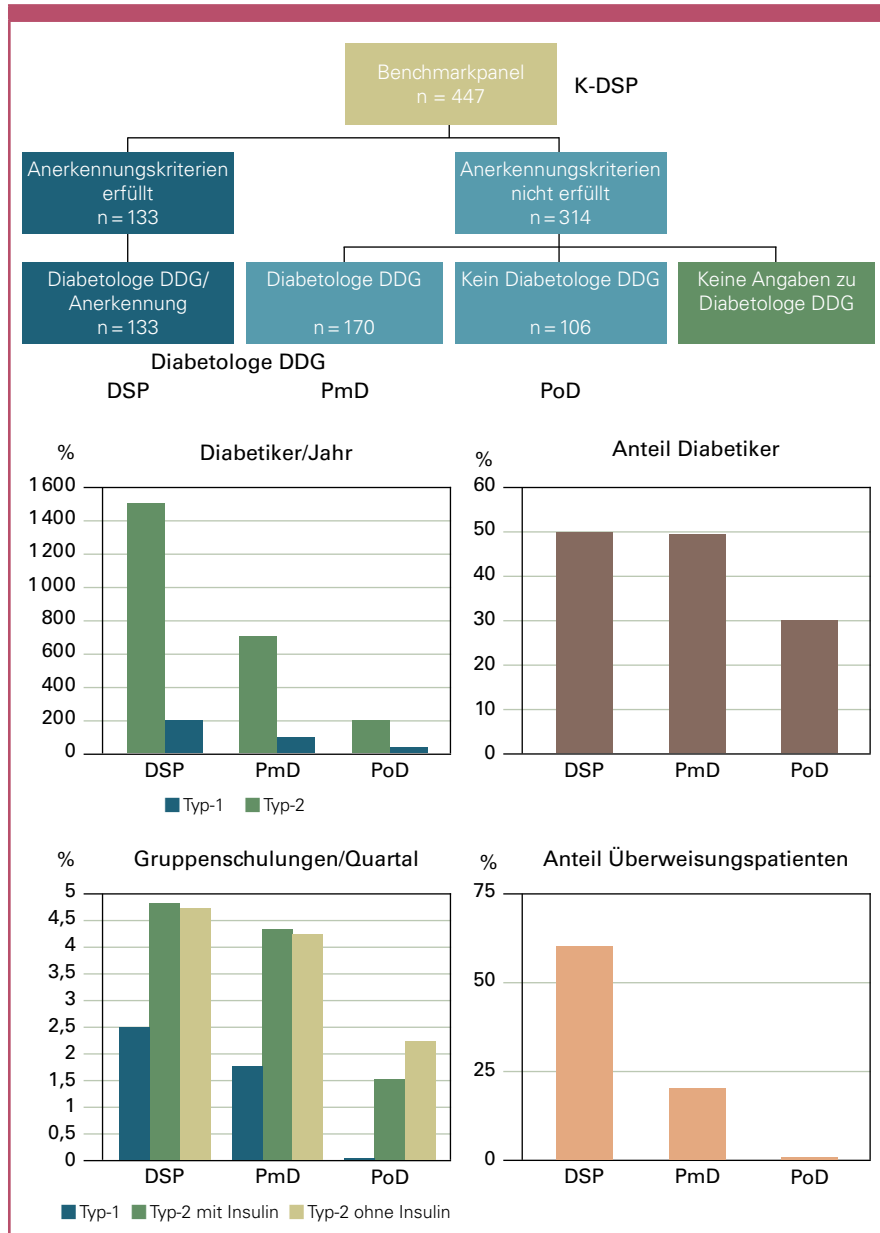 Benchmarkpanel
n = 447
K-DSP
Anerkennungskriterien
erfüllt
n = 133
Anerkennungskriterien
nicht erfüllt
n = 314
Diabetologe DDG/
Anerkennung
n = 133
Diabetologe DDG
n = 170
Kein Diabetologe DDG
n = 106
Keine Angaben zu
Diabetologe DDG
Diabetologe DDG
DSP
PmD
PoD
% Diabetiker/Jahr
1 600
1 400
1 200
1 000
800
600
400
200
0
DSP PmD PoD
Typ-1 Typ-2
% Anteil Diabetiker
60
50
40
30
20
10
0
DSP PmD PoD
% Gruppenschulungen/Quartal
5
4,5
4
3,5
3
2,5
2
1,5
1
0,5
0
DSP PmD PoD
Typ-1 Typ-2 mit Insulin Typ-2 ohne Insulin
% Anteil Überweisungspatienten
75
50
25
0
DSP PmD PoD